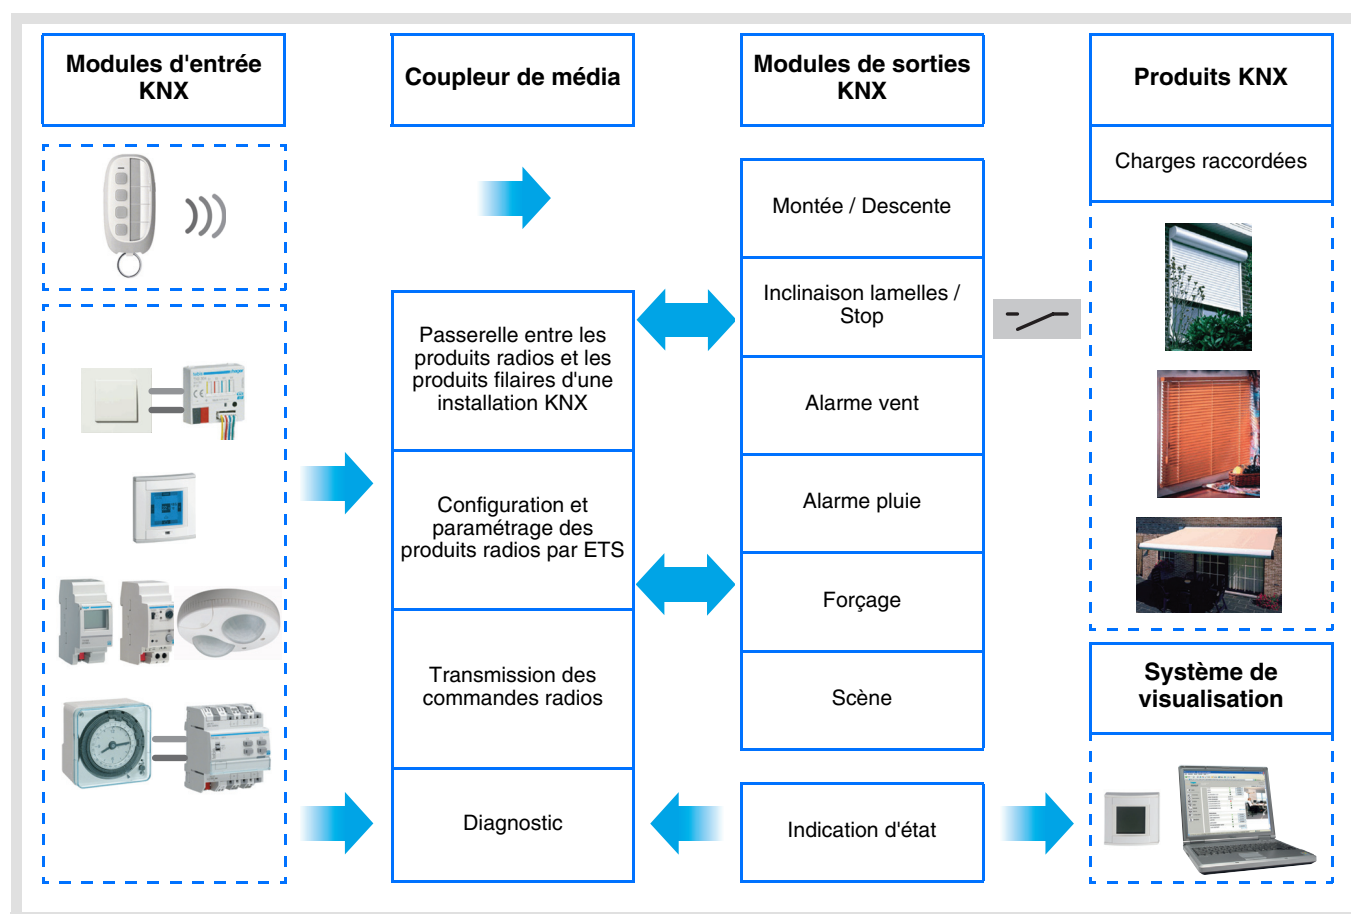 Modules d'entrée
KNX
Coupleur de média
Modules de sorties
KNX
Produits KNX
Charges raccordées
Montée / Descente
Inclinaison lamelles /
Stop
Passerelle entre les
produits radios et les
produits filaires d'une
installation KNX
Alarme vent
Configuration et
paramétrage des
produits radios par ETS
Alarme pluie
Forçage
Transmission des
commandes radios
Scène
Système de
visualisation
Diagnostic
Indication d'état